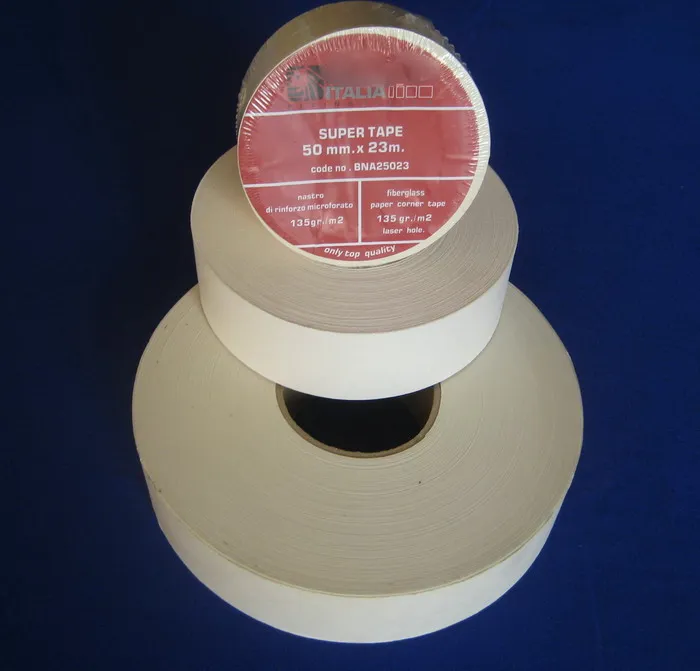 ITALIA
SUPER TAPE
50 mm. x 23m.
code no. BNA25023
nastro
di rinforzo microforato
135gr./m2
fiberglass
paper corner tape
135 gr./m2
laser hole.
only top quality